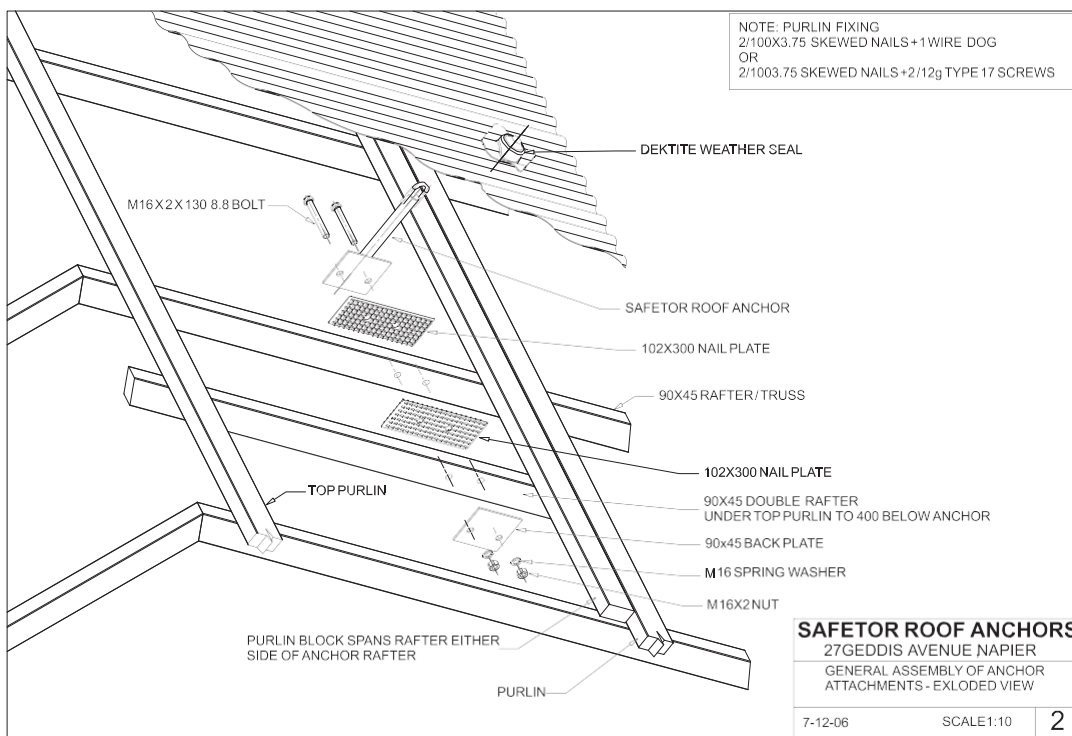 NOTE: PURLIN FIXING
2/100X3.75 SKEWED NAILS+1 WIRE DOG
OR
2/1003.75 SKEWED NAILS+2/12g TYPE 17 SCREWS
DEKTITE WEATHER SEAL
M16X2X130 8.8 BOLT
SAFETOR ROOF ANCHOR
102X300 NAIL PLATE
90X45 RAFTER/TRUSS
102X300 NAIL PLATE
TOP PURLIN
90X45 DOUBLE RAFTER
UNDER TOP PURLIN TO 400 BELOW ANCHOR
90x45 BACK PLATE
M16 SPRING WASHER
M16X2 NUT
PURLIN BLOCK SPANS RAFTER EITHER
SIDE OF ANCHOR RAFTER
PURLIN
SAFETOR ROOF ANCHORS
27GEDDIS AVENUE NAPIER
GENERAL ASSEMBLY OF ANCHOR
ATTACHMENTS - EXLODED VIEW
7-12-06 SCALE1:10 2